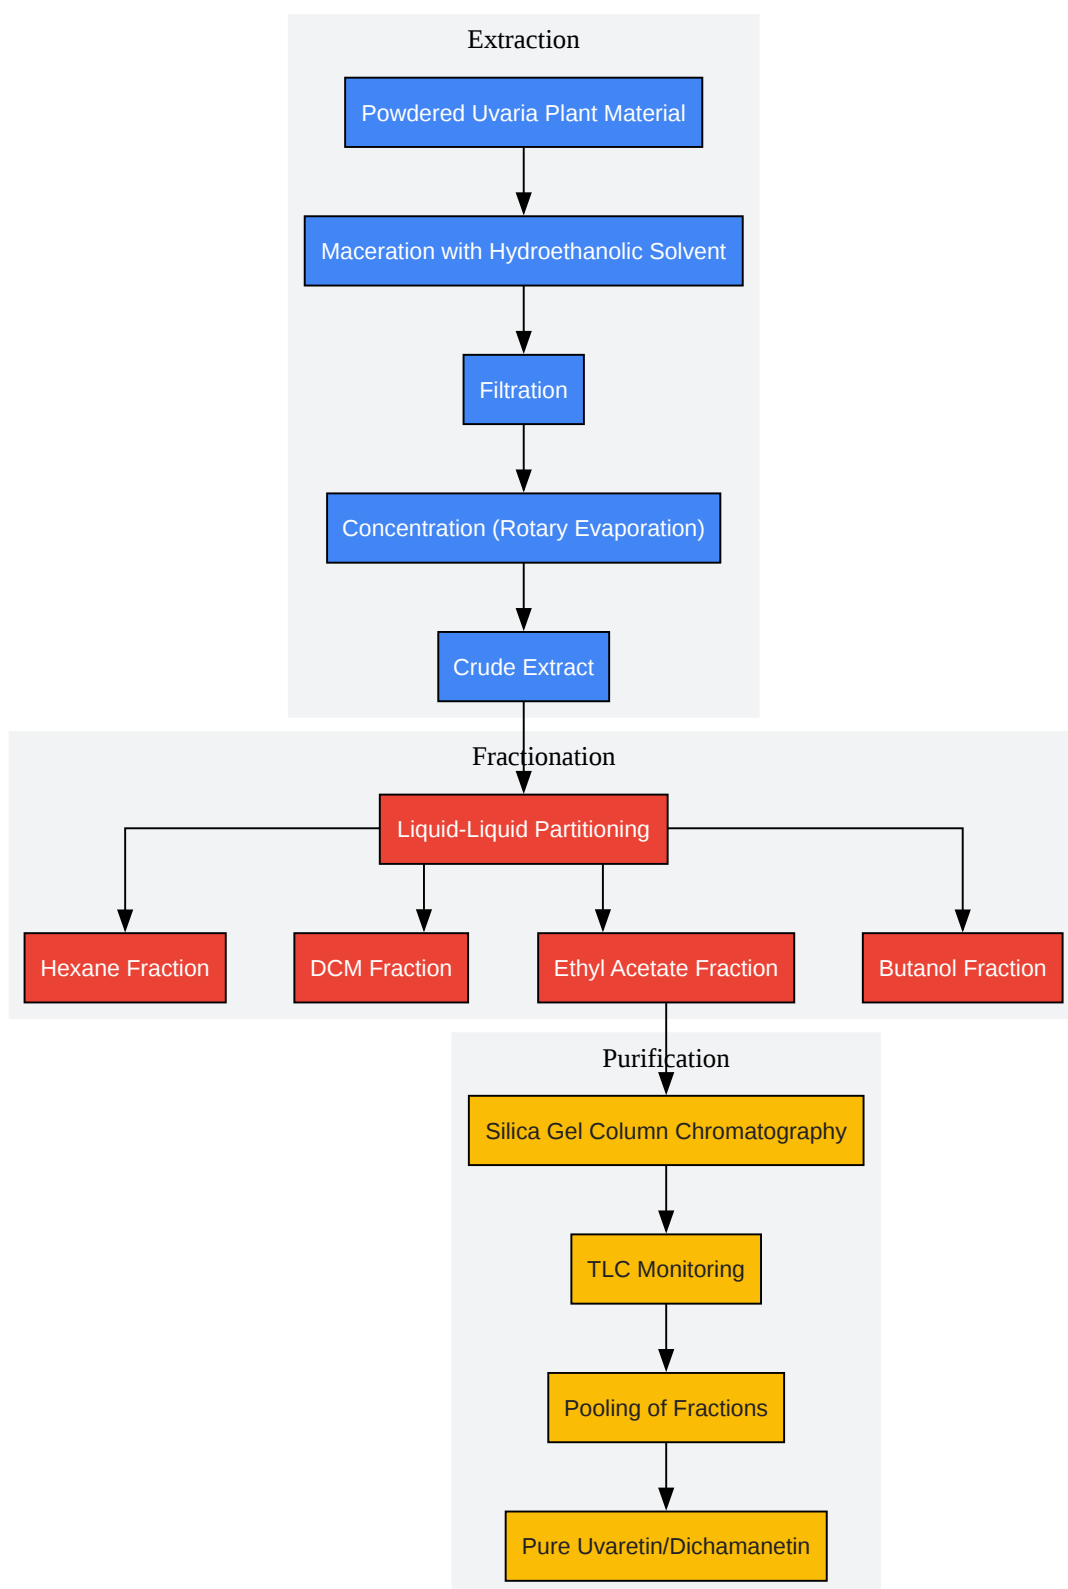 Extraction
Powdered Uvaria Plant Material
Maceration with Hydroethanolic Solvent
Filtration
Concentration (Rotary Evaporation)
Crude Extract
Fractionation
Liquid-Liquid Partitioning
Hexane Fraction
DCM Fraction
Ethyl Acetate Fraction
Butanol Fraction
Purification
Silica Gel Column Chromatography
TLC Monitoring
Pooling of Fractions
Pure Uvaretin/Dichamanetin